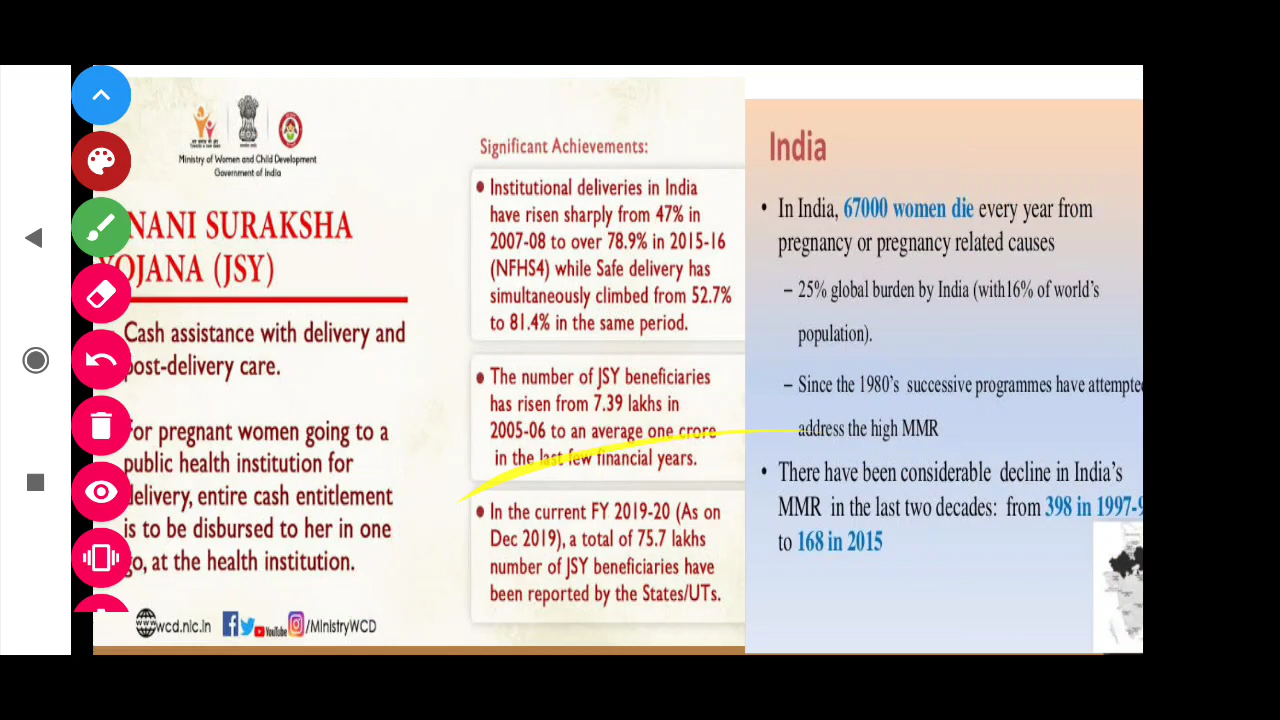 Ministry of Women and Child Development
Government of India
NANI SURAKSHA
YOJANA (JSY)
Cash assistance with delivery and
post-delivery care.
For pregnant women going to a
public health institution for
delivery, entire cash entitlement
is to be disbursed to her in one
go, at the health institution.
wcd.nic.in
YouTube
/MinistryWCD
Significant Achievements:
• Institutional deliveries in India
have risen sharply from 47% in
2007-08 to over 78.9% in 2015-16
(NFHS4) while Safe delivery has
simultaneously climbed from 52.7%
to 81.4% in the same period.
• The number of JSY beneficiaries
has risen from 7.39 lakhs in
2005-06 to an average one crore
in the last few financial years.
• In the current FY 2019-20 (As on
Dec 2019), a total of 75.7 lakhs
number of JSY beneficiaries have
been reported by the States/UTs.
India
• In India, 67000 women die every year from
pregnancy or pregnancy related causes
– 25% global burden by India (with16% of world's
population).
– Since the 1980's successive programmes have attempted
address the high MMR
• There have been considerable decline in India's
MMR in the last two decades: from 398 in 1997-9
to 168 in 2015